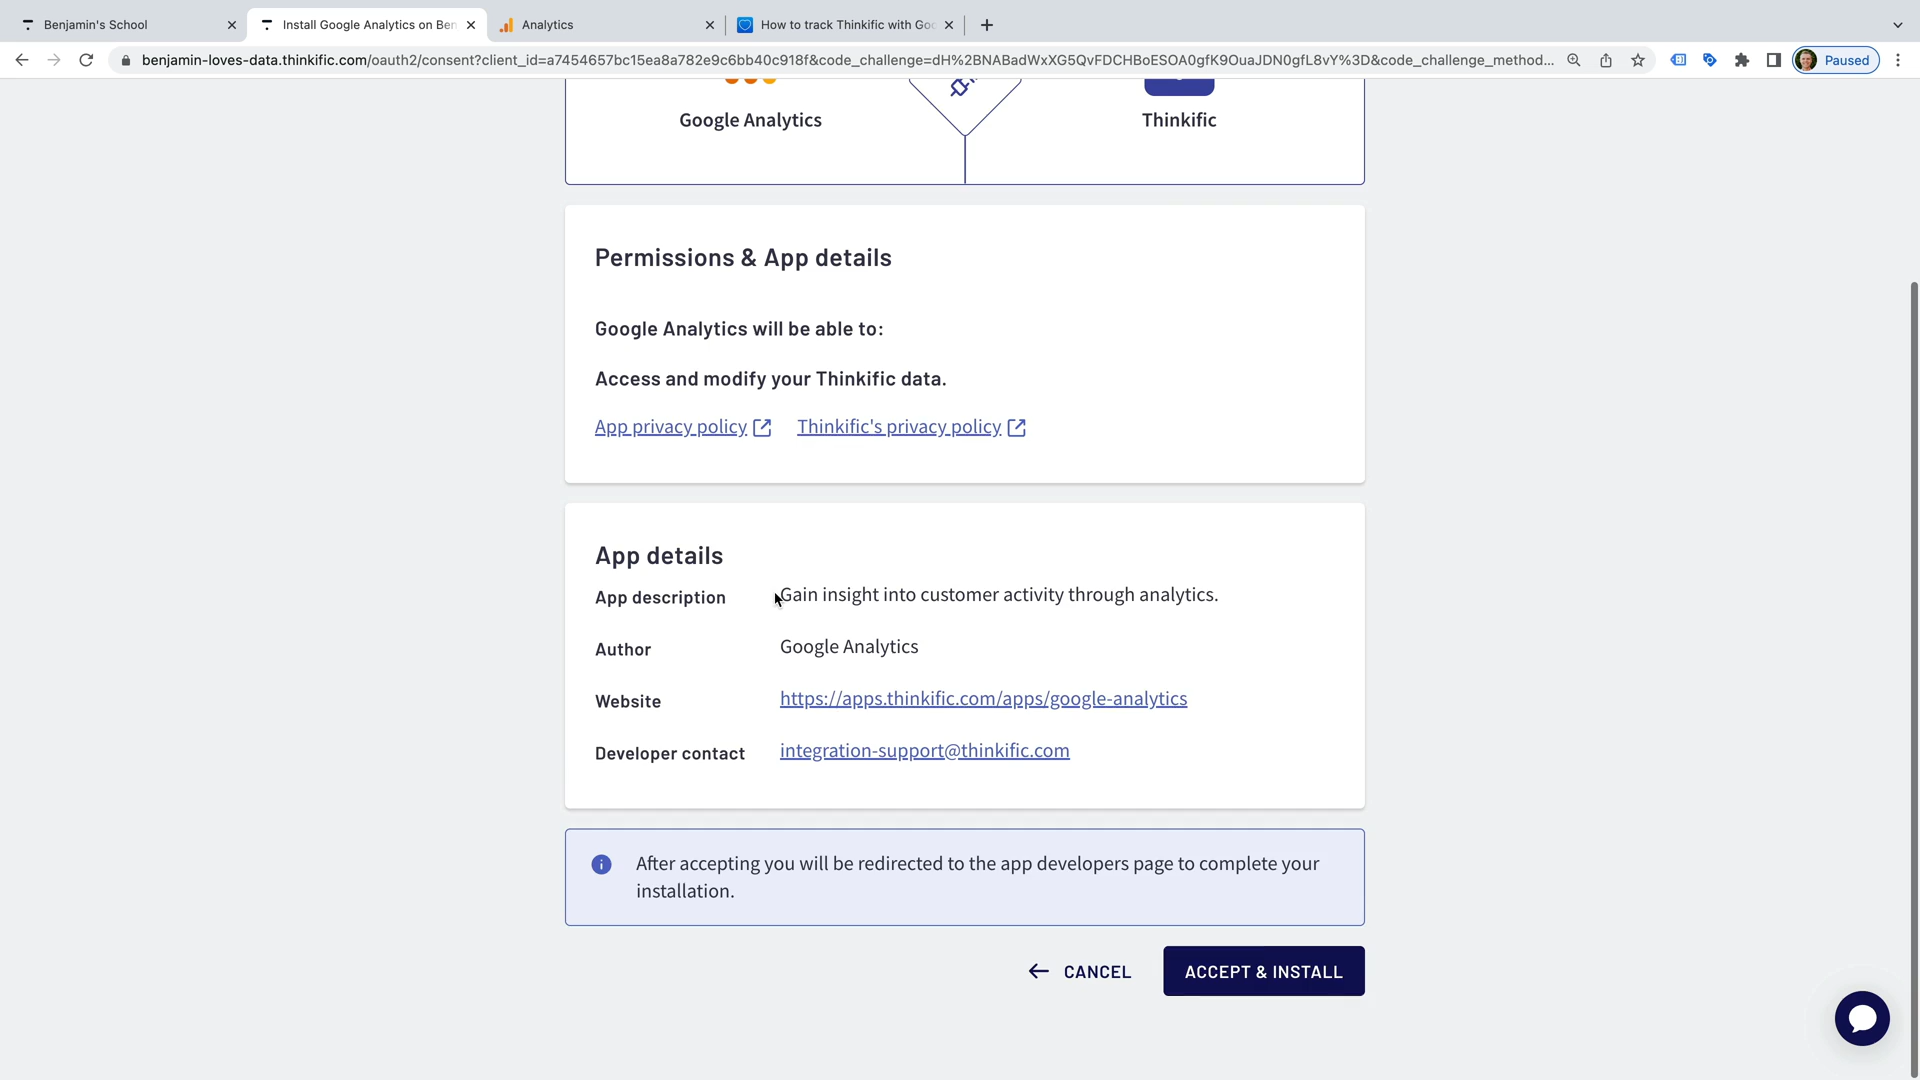 Benjamin's School
Install Google Analytics on Ben
Analytics
How to track Thinkific with Goo
benjamin-loves-data.thinkific.com/oauth2/consent?client_id=a7454657bc15ea8a782e9c6bb40c918f&code_challenge=dH%2BNABadWxXG5QvFDCHBoESOA0gfK9OuaJDN0gfL8vY%3D&code_challenge_method...
Paused
Google Analytics
Thinkific
Permissions & App details
Google Analytics will be able to:
Access and modify your Thinkific data.
App privacy policy
Thinkific's privacy policy
App details
App description
Gain insight into customer activity through analytics.
Author
Google Analytics
Website
https://apps.thinkific.com/apps/google-analytics
Developer contact
integration-support@thinkific.com
After accepting you will be redirected to the app developers page to complete your
installation.
CANCEL
ACCEPT & INSTALL